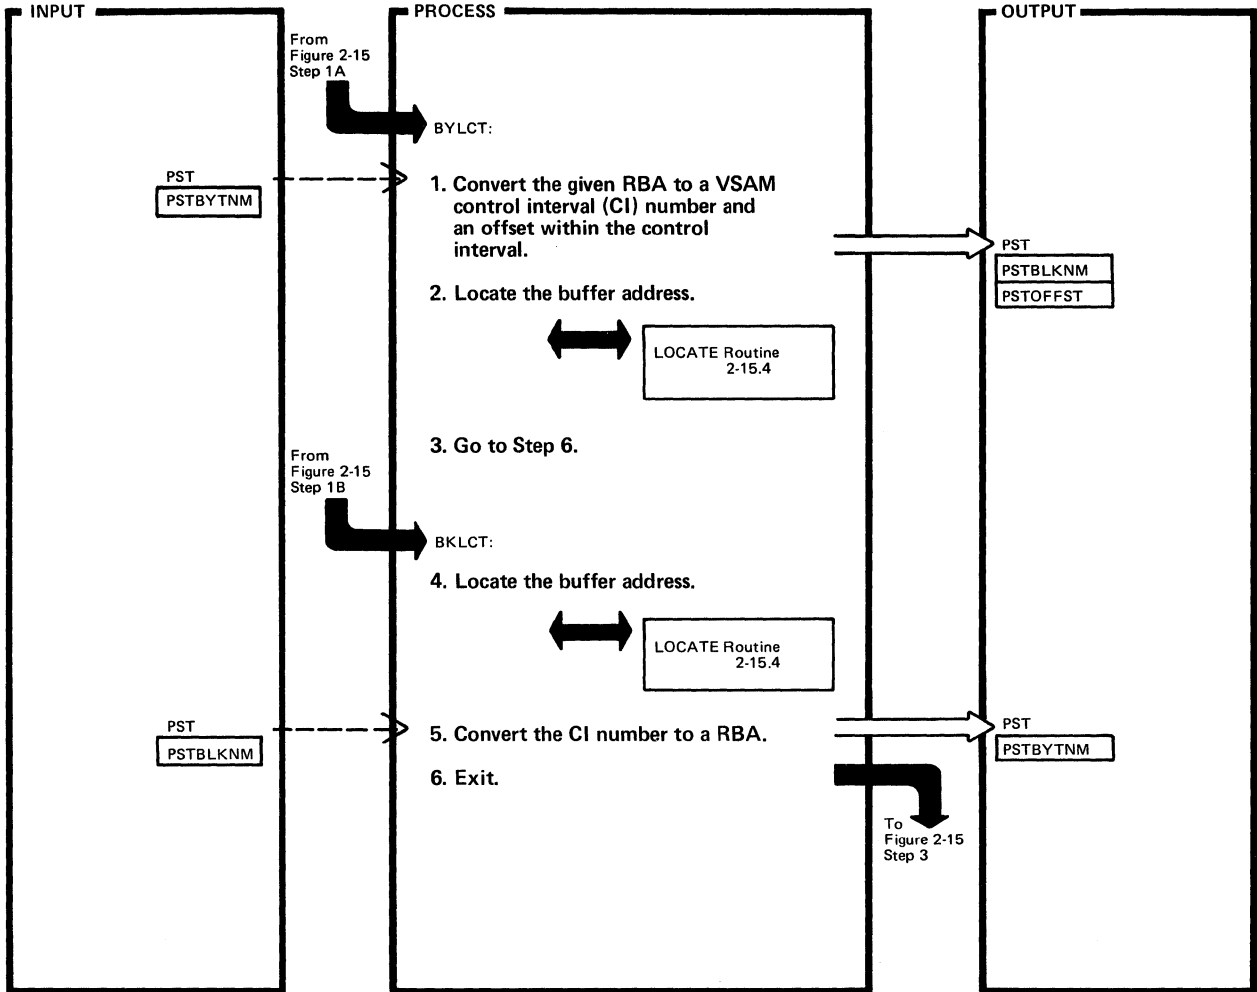 INPUT
PROCESS
OUTPUT
From
Figure 2-15
Step 1A
BYLCT:
PST
PSTBYTNM
1. Convert the given RBA to a VSAM
control interval (CI) number and
an offset within the control
interval.
PST
PSTBLKNM
PSTOFFST
2. Locate the buffer address.
LOCATE Routine
2-15.4
3. Go to Step 6.
From
Figure 2-15
Step 1B
BKLCT:
4. Locate the buffer address.
LOCATE Routine
2-15.4
PST
PSTBLKNM
5. Convert the CI number to a RBA.
PST
PSTBYTNM
6. Exit.
To
Figure 2-15
Step 3